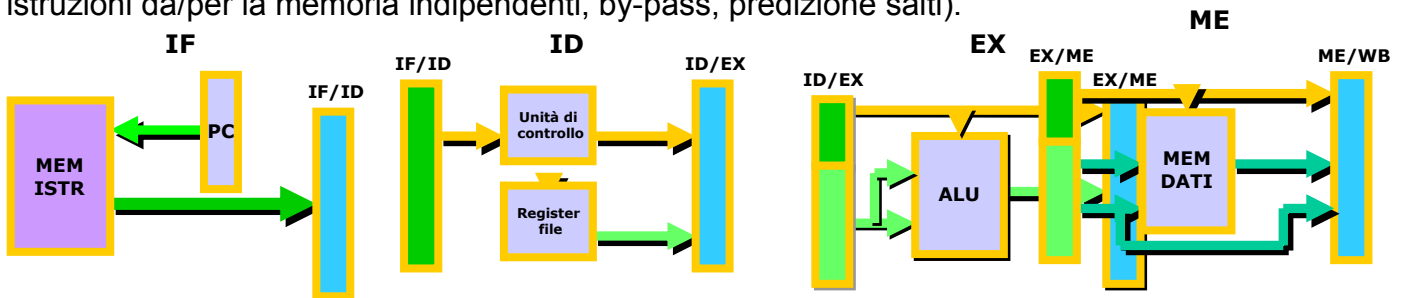 istruzioni da/per la memoria indipendenti, by-pass, predizione salti).
IF
ID
EX
ME
IF/ID
IF/ID
ID/EX
ID/EX
EX/ME
EX/ME
ME/WB
MEM
ISTR
PC
Unità di
controllo
Register
file
ALU
MEM
DATI